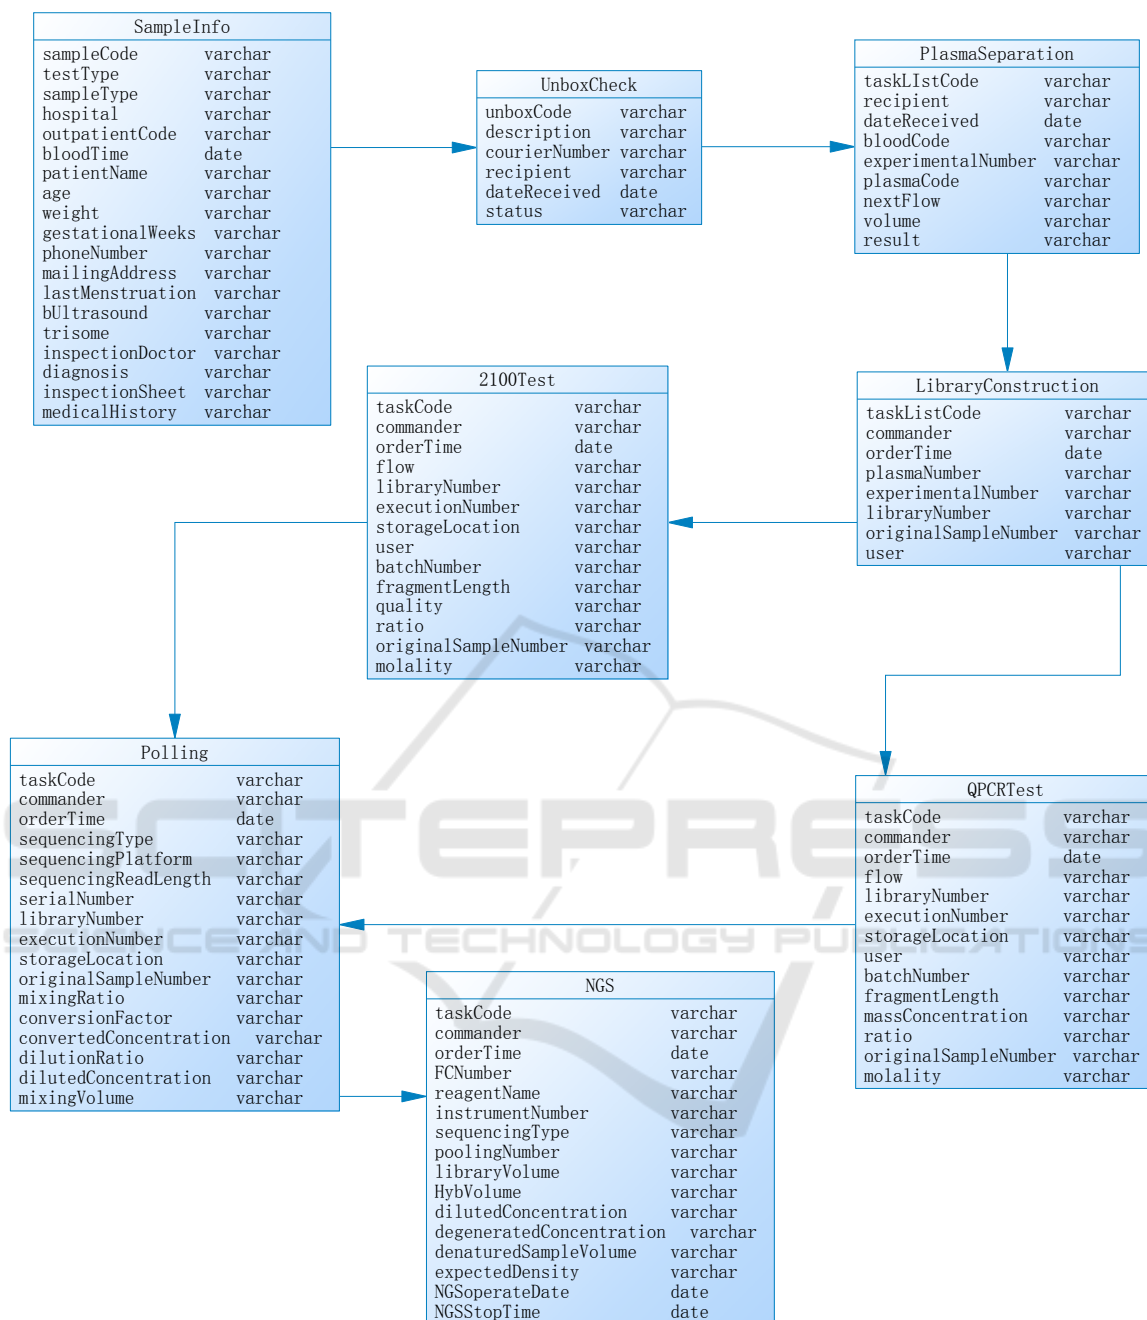 SampleInfo
sampleCode varchar
testType varchar
sampleType varchar
hospital varchar
outpatientCode varchar
bloodTime date
patientName varchar
age varchar
weight varchar
gestationalWeeks varchar
phoneNumber varchar
mailingAddress varchar
lastMenstruation varchar
bUltrasound varchar
trisome varchar
inspectionDoctor varchar
diagnosis varchar
inspectionSheet varchar
medicalHistory varchar
UnboxCheck
unboxCode varchar
description varchar
courierNumber varchar
recipient varchar
dateReceived date
status varchar
PlasmaSeparation
taskLIstCode varchar
recipient varchar
dateReceived date
bloodCode varchar
experimentalNumber varchar
plasmaCode varchar
nextFlow varchar
volume varchar
result varchar
2100Test
taskCode varchar
commander varchar
orderTime date
flow varchar
libraryNumber varchar
executionNumber varchar
storageLocation varchar
user varchar
batchNumber varchar
fragmentLength varchar
quality varchar
ratio varchar
originalSampleNumber varchar
molality varchar
LibraryConstruction
taskListCode varchar
commander varchar
orderTime date
plasmaNumber varchar
experimentalNumber varchar
libraryNumber varchar
originalSampleNumber varchar
user varchar
Polling
taskCode varchar
commander varchar
orderTime date
sequencingType varchar
sequencingPlatform varchar
sequencingReadLength varchar
serialNumber varchar
libraryNumber varchar
executionNumber varchar
storageLocation varchar
originalSampleNumber varchar
mixingRatio varchar
conversionFactor varchar
convertedConcentration varchar
dilutionRatio varchar
dilutedConcentration varchar
mixingVolume varchar
QPCRTest
taskCode varchar
commander varchar
orderTime date
flow varchar
libraryNumber varchar
executionNumber varchar
storageLocation varchar
user varchar
batchNumber varchar
fragmentLength varchar
massConcentration varchar
ratio varchar
originalSampleNumber varchar
molality varchar
NGS
taskCode varchar
commander varchar
orderTime date
FCNumber varchar
reagentName varchar
instrumentNumber varchar
sequencingType varchar
poolingNumber varchar
libraryVolume varchar
HybVolume varchar
dilutedConcentration varchar
degeneratedConcentration varchar
denaturedSampleVolume varchar
expectedDensity varchar
NGSoperateDate date
NGSStopTime date
SCITEPRESS
SCIENCE AND TECHNOLOGY PUBLICATIONS